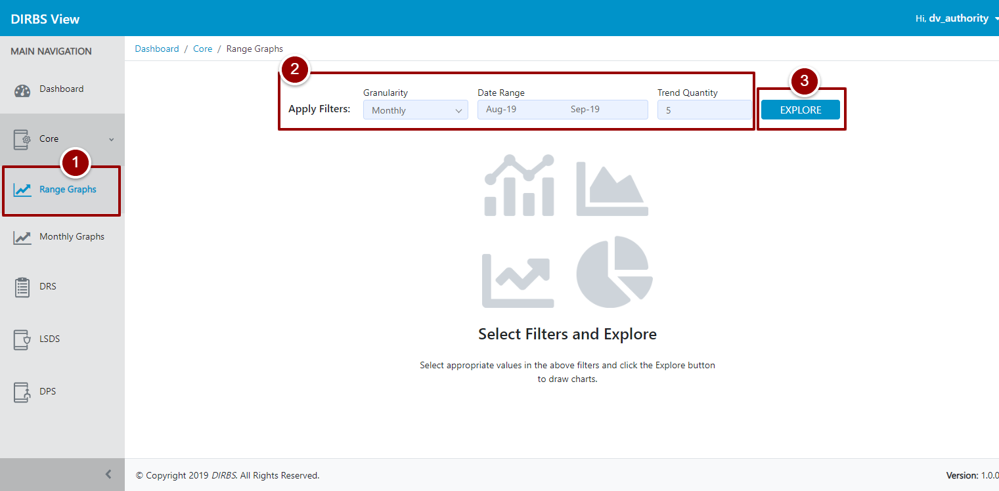 DIRBS View
Hi, dv_authority
MAIN NAVIGATION
Dashboard
Core
1
Range Graphs
Monthly Graphs
DRS
LSDS
DPS
Dashboard / Core / Range Graphs
2
Apply Filters:
Granularity
Monthly
Date Range
Aug-19 Sep-19
Trend Quantity
5
3
EXPLORE
Select Filters and Explore
Select appropriate values in the above filters and click the Explore button
to draw charts.
© Copyright 2019 DIRBS. All Rights Reserved.
Version: 1.0.0